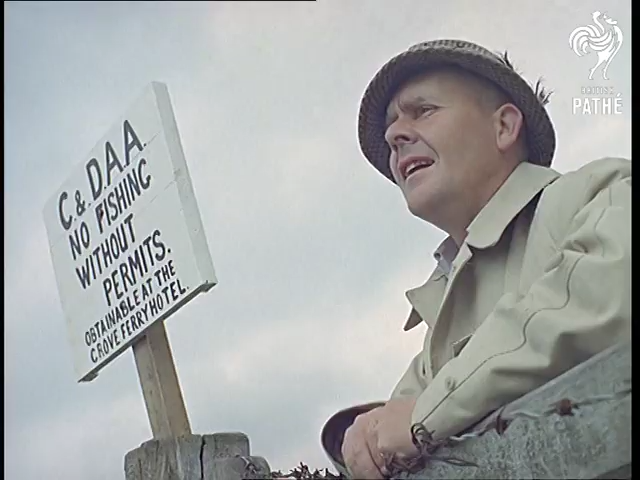 C. & D.A.A.
NO FISHING
WITHOUT
PERMITS.
OBTAINABLE AT THE
GROVE FERRY HOTEL.
BRITISH
PATHÉ